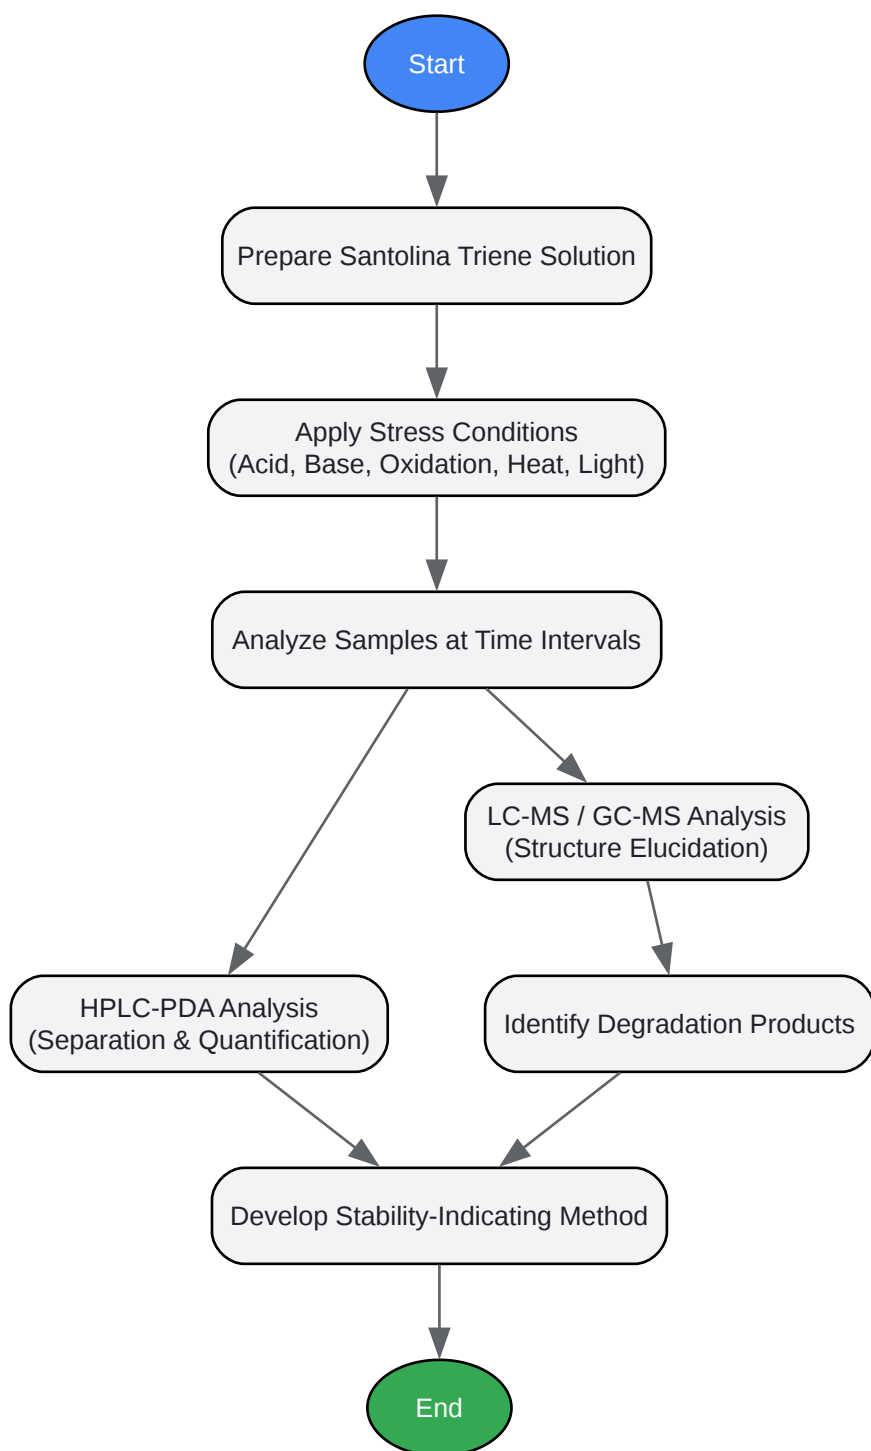 Start
Prepare Santolina Triene Solution
Apply Stress Conditions
(Acid, Base, Oxidation, Heat, Light)
Analyze Samples at Time Intervals
LC-MS / GC-MS Analysis
(Structure Elucidation)
HPLC-PDA Analysis
(Separation & Quantification)
Identify Degradation Products
Develop Stability-Indicating Method
End